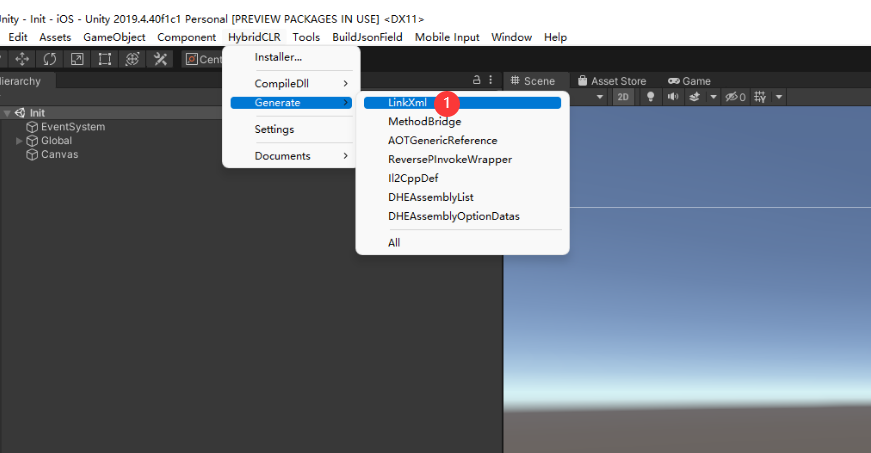 Unity - Init - iOS - Unity 2019.4.40f1c1 Personal [PREVIEW PACKAGES IN USE] <DX11>
Edit Assets GameObject Component HybridCLR Tools BuildJsonField Mobile Input Window Help
Cent
Installer...
CompileDll
Generate
Settings
Documents
LinkXml 1
MethodBridge
AOTGenericReference
ReversePInvokeWrapper
Il2CppDef
DHEAssemblyList
DHEAssemblyOptionDatas
All
Hierarchy
Init
EventSystem
Global
Canvas
Scene Asset Store Game
2D 0